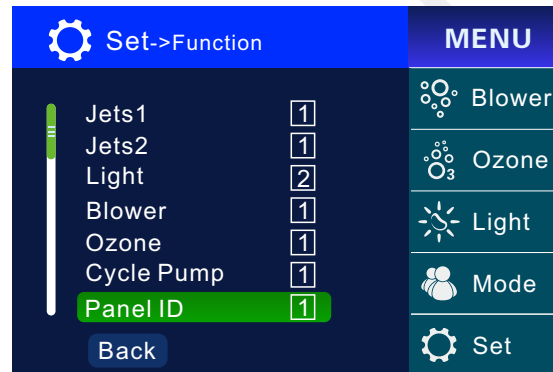 Set->Function
Jets1 1
Jets2 1
Light 2
Blower 1
Ozone 1
Cycle Pump 1
Panel ID 1
Back
MENU
Blower
O3 Ozone
Light
Mode
Set